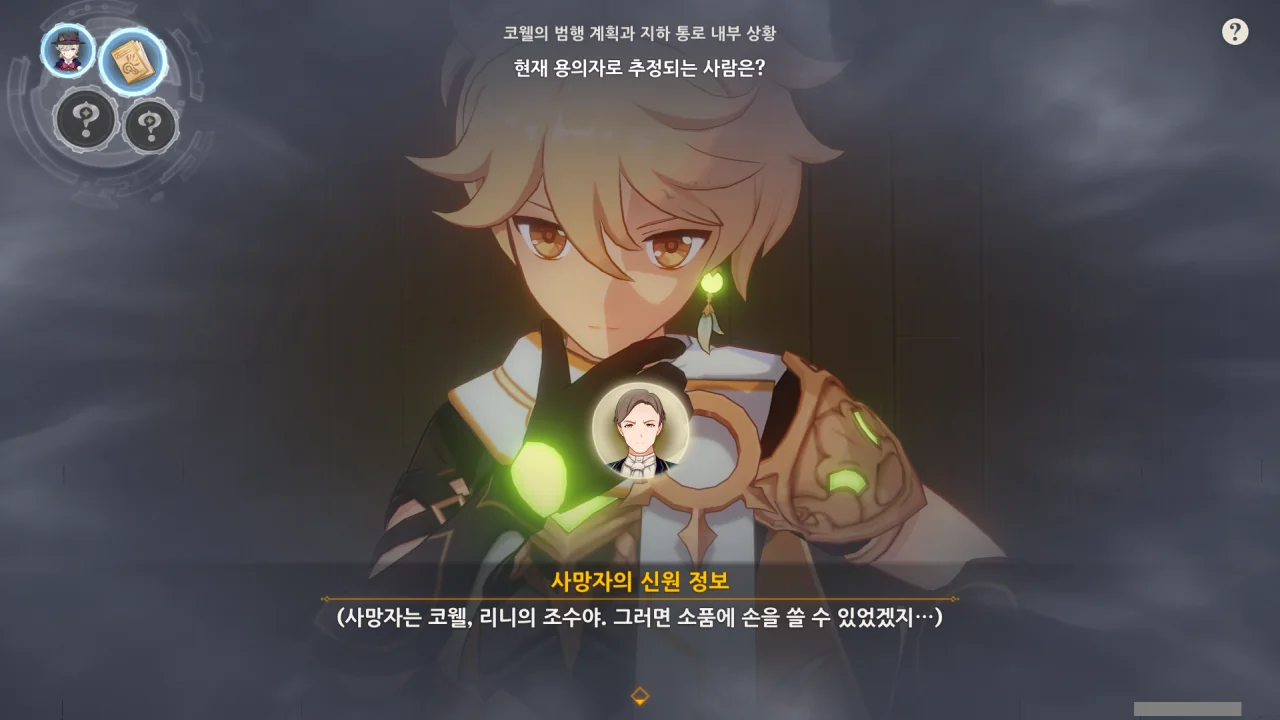 코웰의 범행 계획과 지하 통로 내부 상황
현재 용의자로 추정되는 사람은?
사망자의 신원 정보
(사망자는 코웰, 리니의 조수야. 그러면 소품에 손을 쓸 수 있었겠지…)